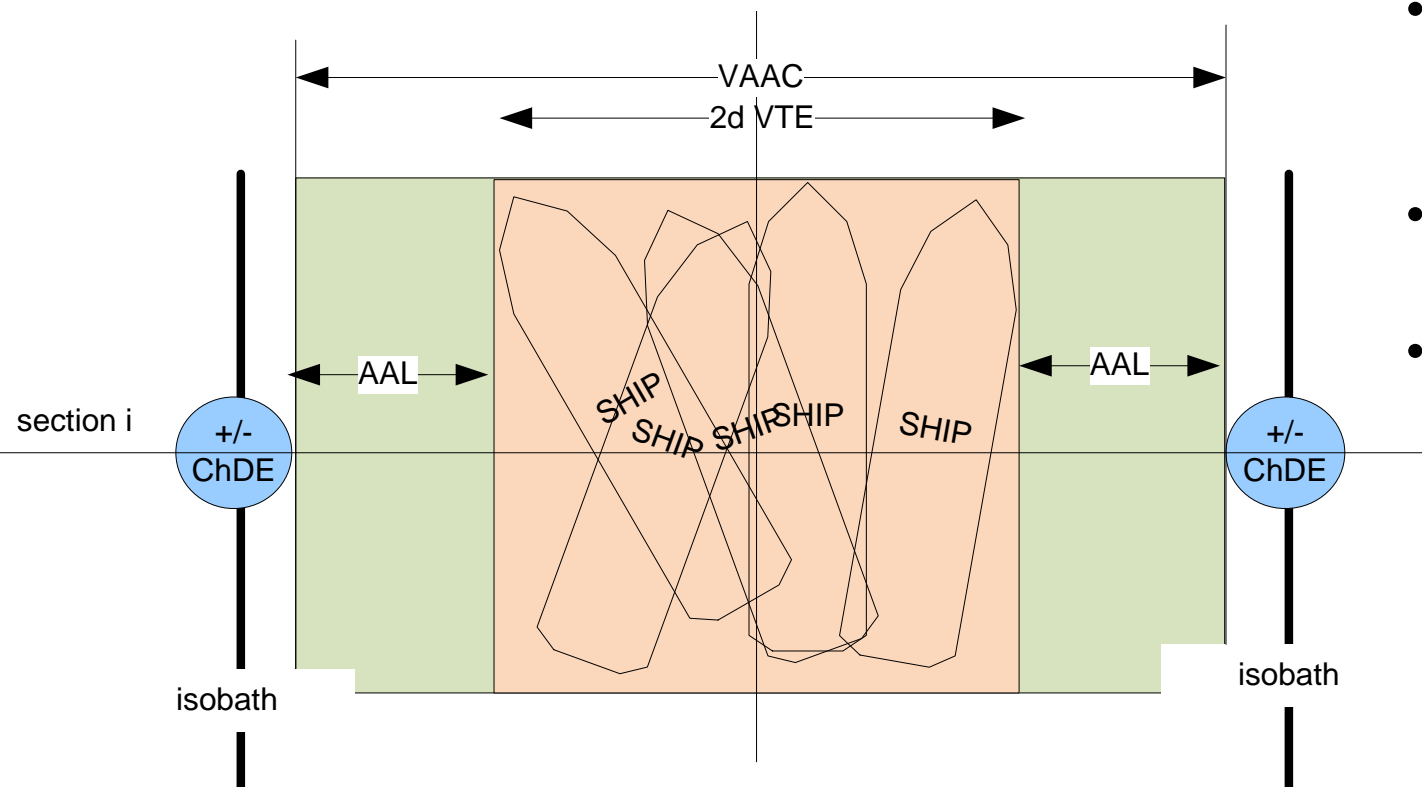 VAAC
2d VTE
AAL
AAL
section i
+/-
ChDE
SHIP
SHIP
SHIP
SHIP
SHIP
+/-
ChDE
isobath
isobath